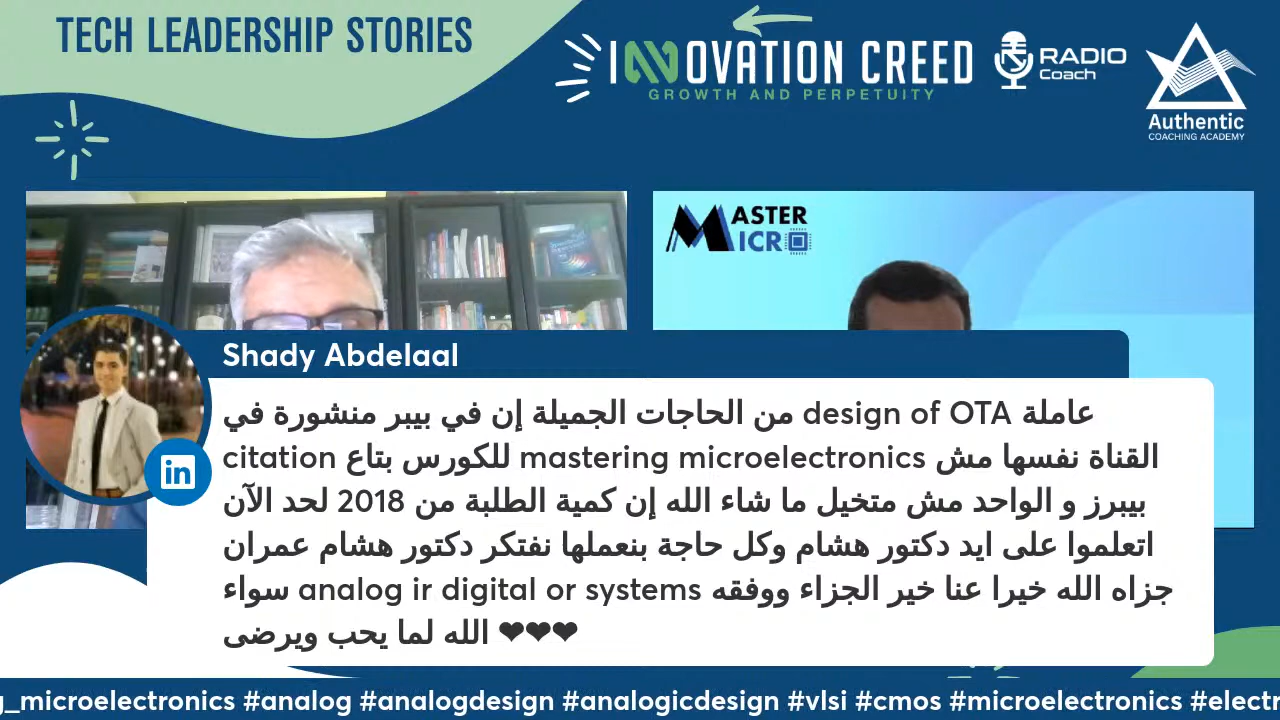 TECH LEADERSHIP STORIES
INNOVATION CREED
GROWTH AND PERPETUITY
RADIO
Coach
Authentic
COACHING ACADEMY
MASTER
MICRO
Shady Abdelaal
من الحاجات الجميلة إن في بيبر منشورة في design of OTA عاملة
citation للكورس بتاع mastering microelectronics القناة نفسها مش
بيبرز و الواحد مش متخيل ما شاء الله إن كمية الطلبة من 2018 لحد الآن
اتعلموا على ايد دكتور هشام وكل حاجة بنعملها نفتكر دكتور هشام عمران
سواء analog ir digital or systems جزاه الله خيرا عنا خير الجزاء ووفقه
الله لما يحب ويرضى ❤❤❤
in
_microelectronics #analog #analogdesign #analogicdesign #vlsi #cmos #microelectronics #electr